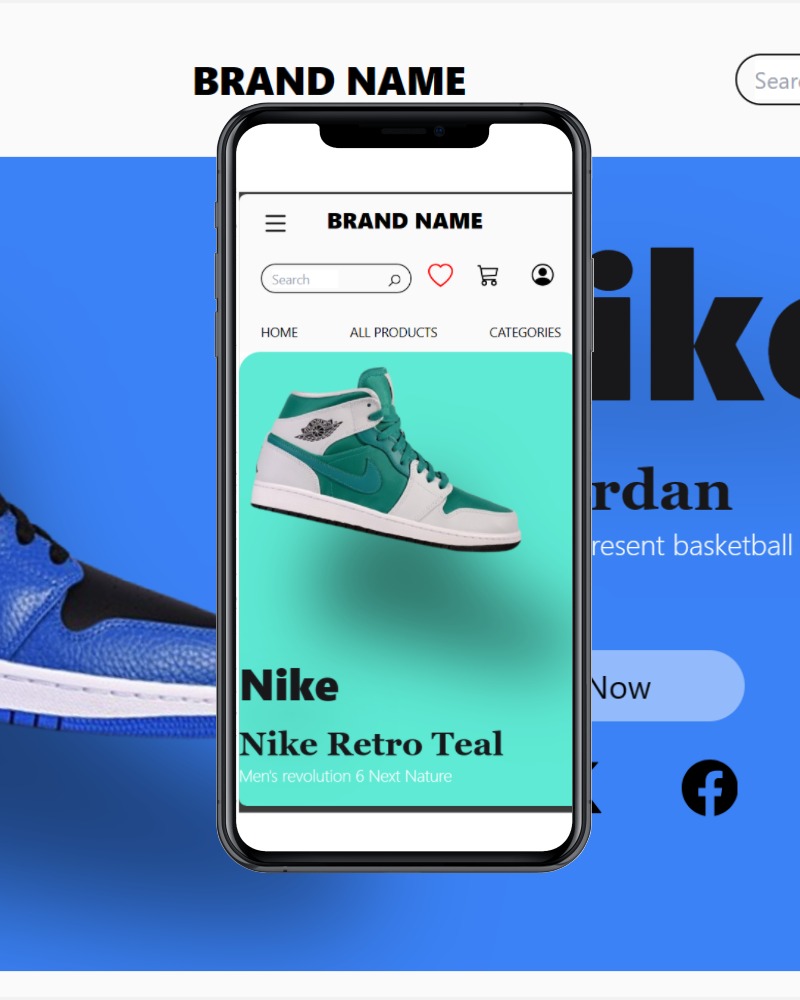 BRAND NAME
Sear
BRAND NAME
Search
HOME ALL PRODUCTS CATEGORIES
ike
rdan
resent basketball
Nike
Now
Nike Retro Teal
Men's revolution 6 Next Nature